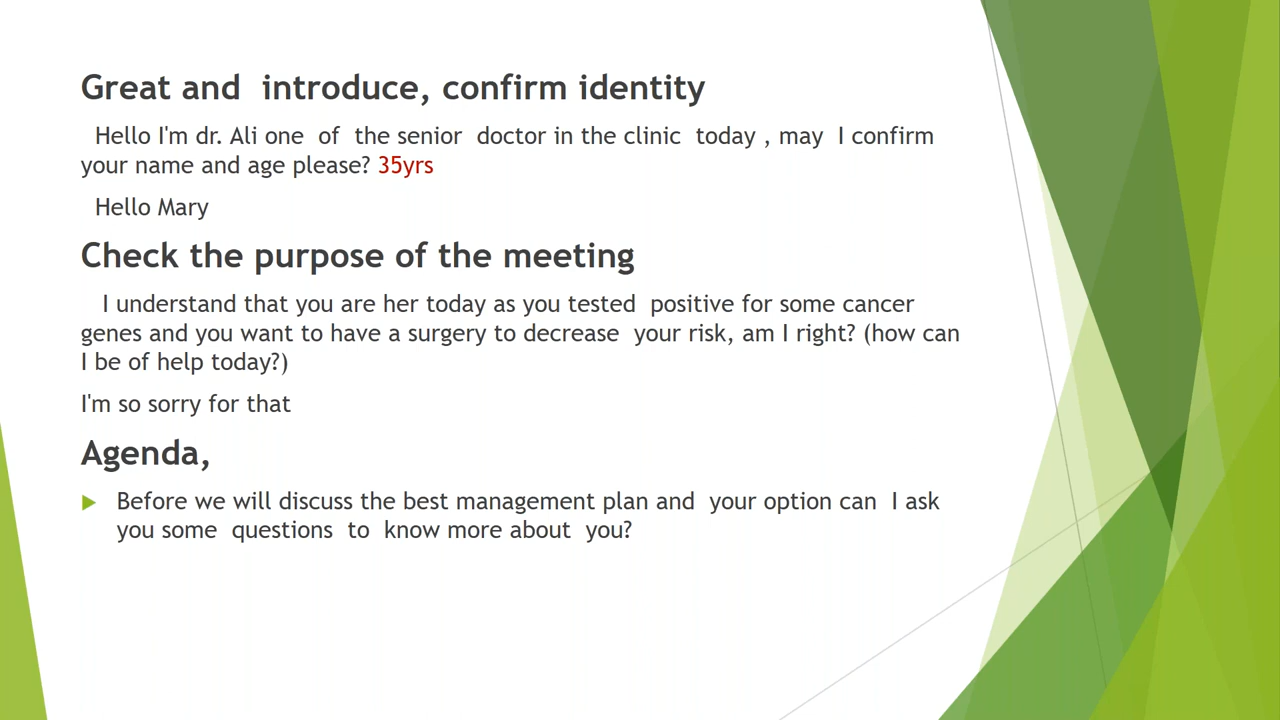 Great and introduce, confirm identity
Hello I'm dr. Ali one of the senior doctor in the clinic today , may I confirm
your name and age please? 35yrs
Hello Mary
Check the purpose of the meeting
I understand that you are her today as you tested positive for some cancer
genes and you want to have a surgery to decrease your risk, am I right? (how can
I be of help today?)
I'm so sorry for that
Agenda,
Before we will discuss the best management plan and your option can I ask
you some questions to know more about you?